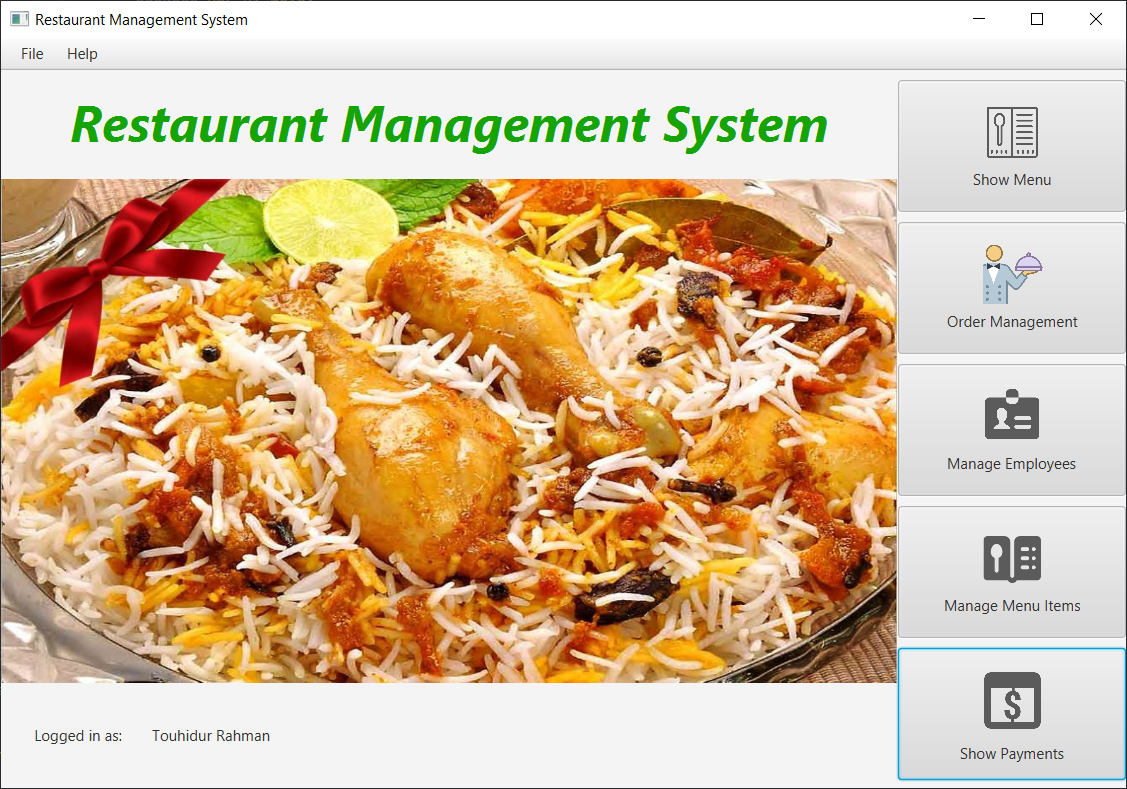 Restaurant Management System
File Help
Restaurant Management System
Show Menu
Order Management
Manage Employees
Manage Menu Items
$
Show Payments
Logged in as: Touhidur Rahman